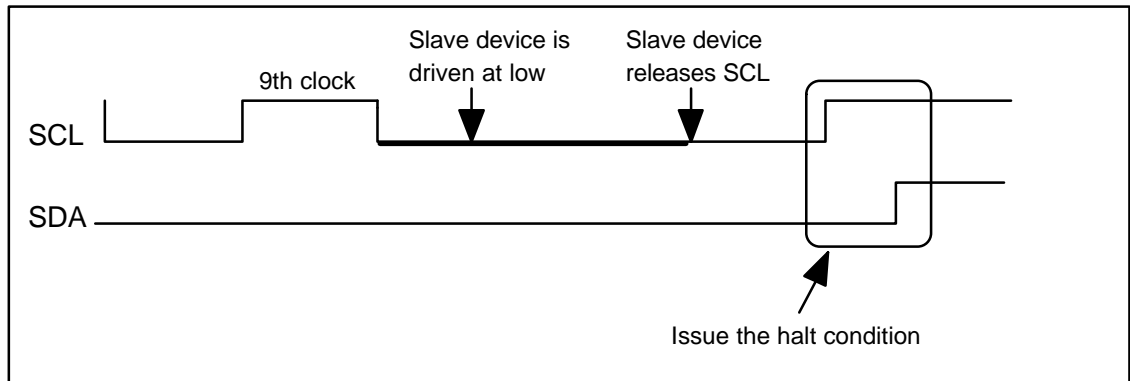 Slave device is
driven at low
Slave device
releases SCL
9th clock
SCL
SDA
Issue the halt condition